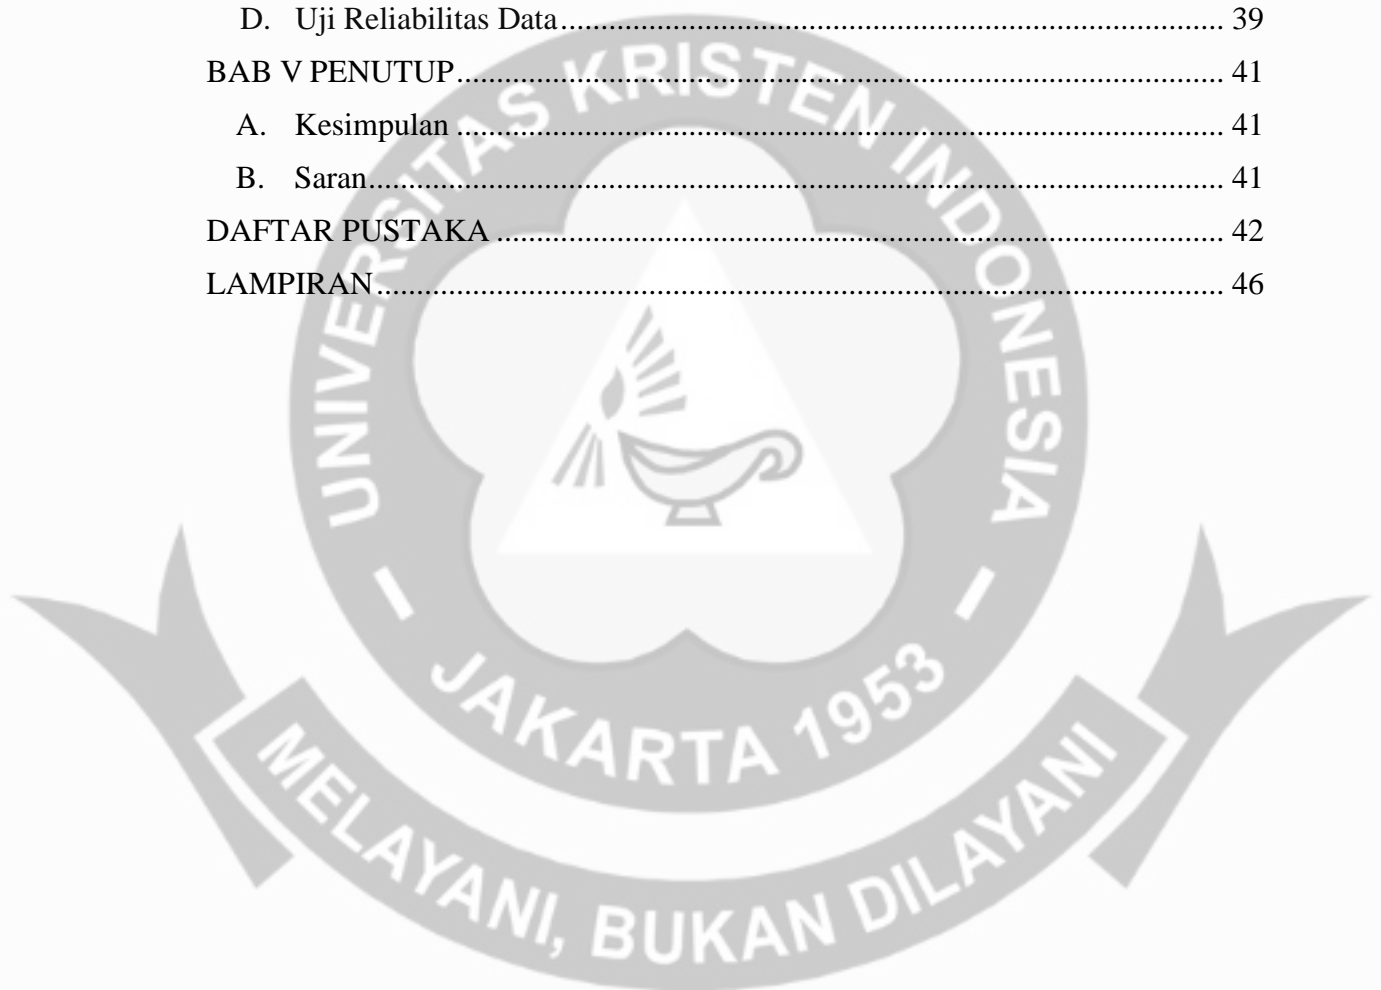 D. Uji Reliabilitas Data........................................ 39
BAB V PENUTUP........................................ 41
A. Kesimpulan ........................................ 41
B. Saran........................................ 41
DAFTAR PUSTAKA ........................................ 42
LAMPIRAN........................................ 46
UNIVERSITAS KRISTEN INDONESIA
JAKARTA 1953
MELAYANI, BUKAN DILAYANI